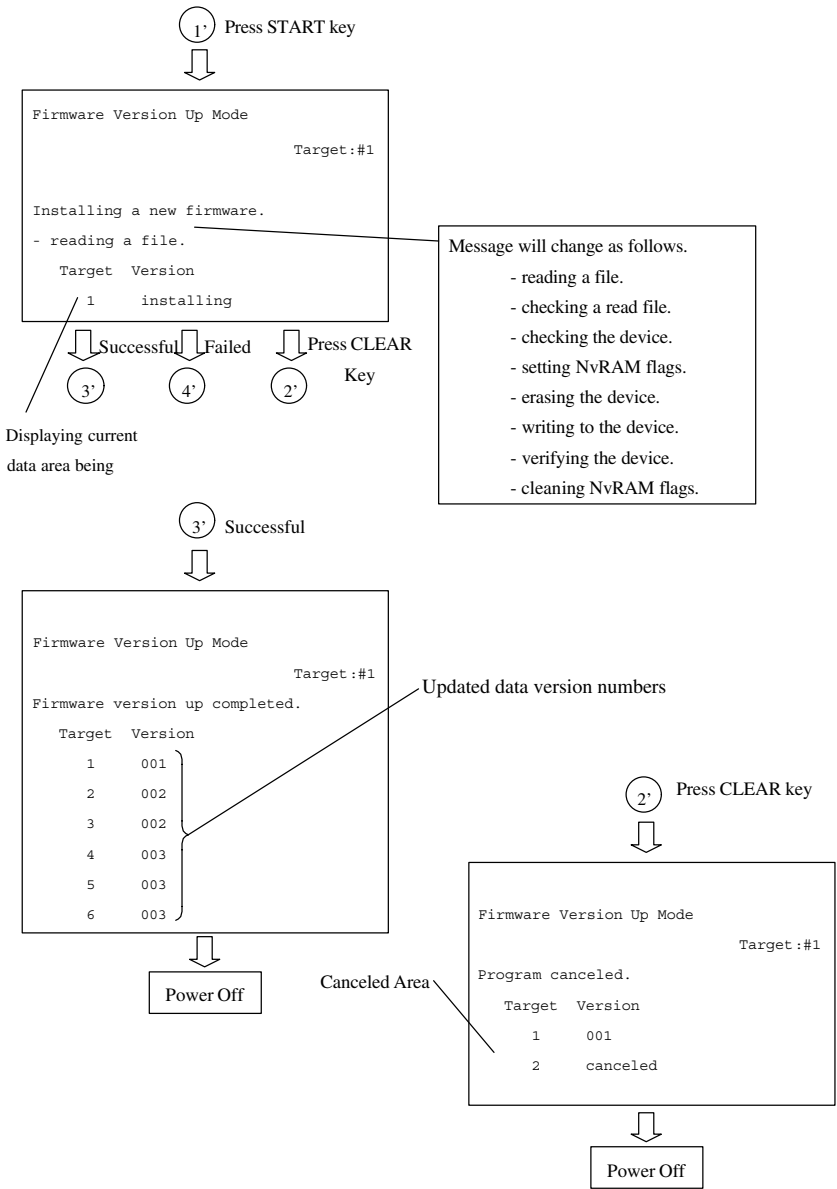 1’ Press START key
Firmware Version Up Mode
Target:#1
Installing a new firmware.
- reading a file.
Target Version
1 installing
Message will change as follows.
- reading a file.
- checking a read file.
- checking the device.
- setting NvRAM flags.
- erasing the device.
- writing to the device.
- verifying the device.
- cleaning NvRAM flags.
Successful Failed Press CLEAR
Key
3’ 4’ 2’
Displaying current
data area being
3’ Successful
Firmware Version Up Mode
Target:#1
Firmware version up completed.
Target Version
1 001
2 002
3 002
4 003
5 003
6 003
Updated data version numbers
Power Off
2’ Press CLEAR key
Firmware Version Up Mode
Target:#1
Program canceled.
Target Version
1 001
2 canceled
Canceled Area
Power Off